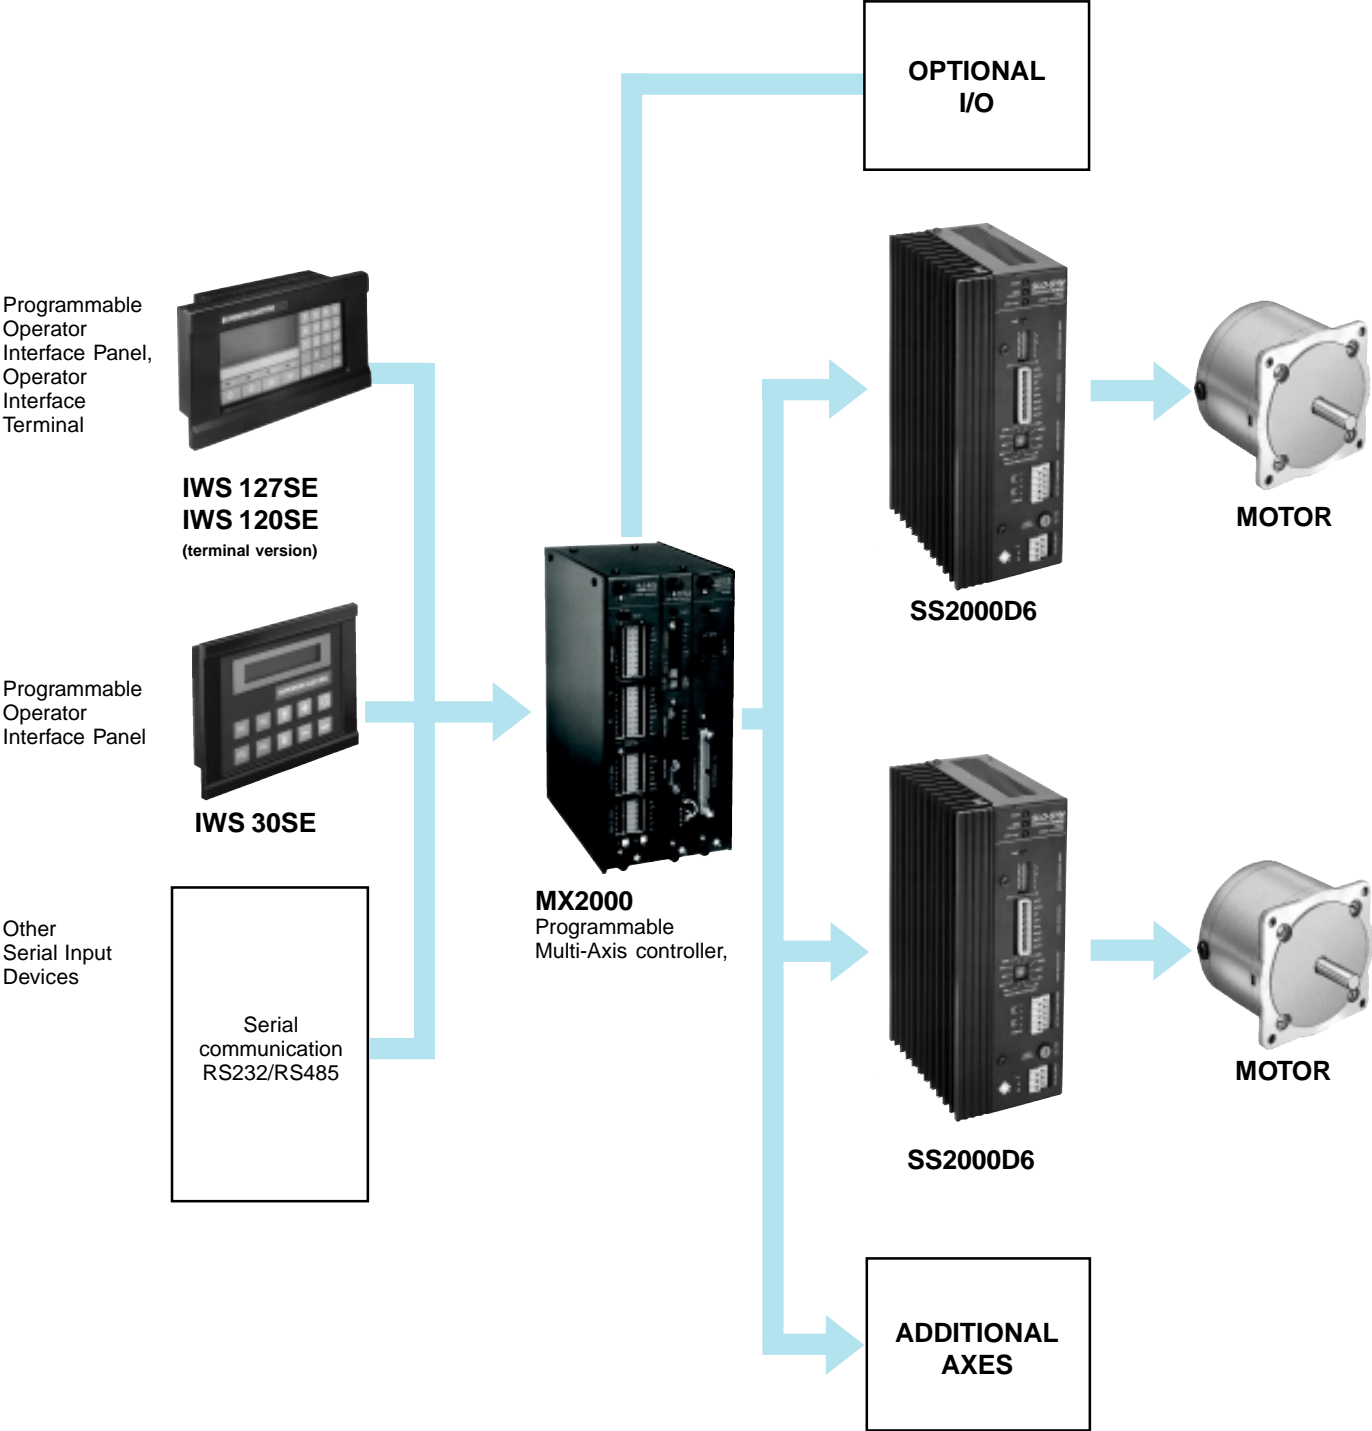 OPTIONAL
I/O
Programmable
Operator
Interface Panel,
Operator
Interface
Terminal
IWS 127SE
IWS 120SE
(terminal version)
MOTOR
SS2000D6
Programmable
Operator
Interface Panel
IWS 30SE
MX2000
Programmable
Multi-Axis controller,
Other
Serial Input
Devices
Serial
communication
RS232/RS485
MOTOR
SS2000D6
ADDITIONAL
AXES